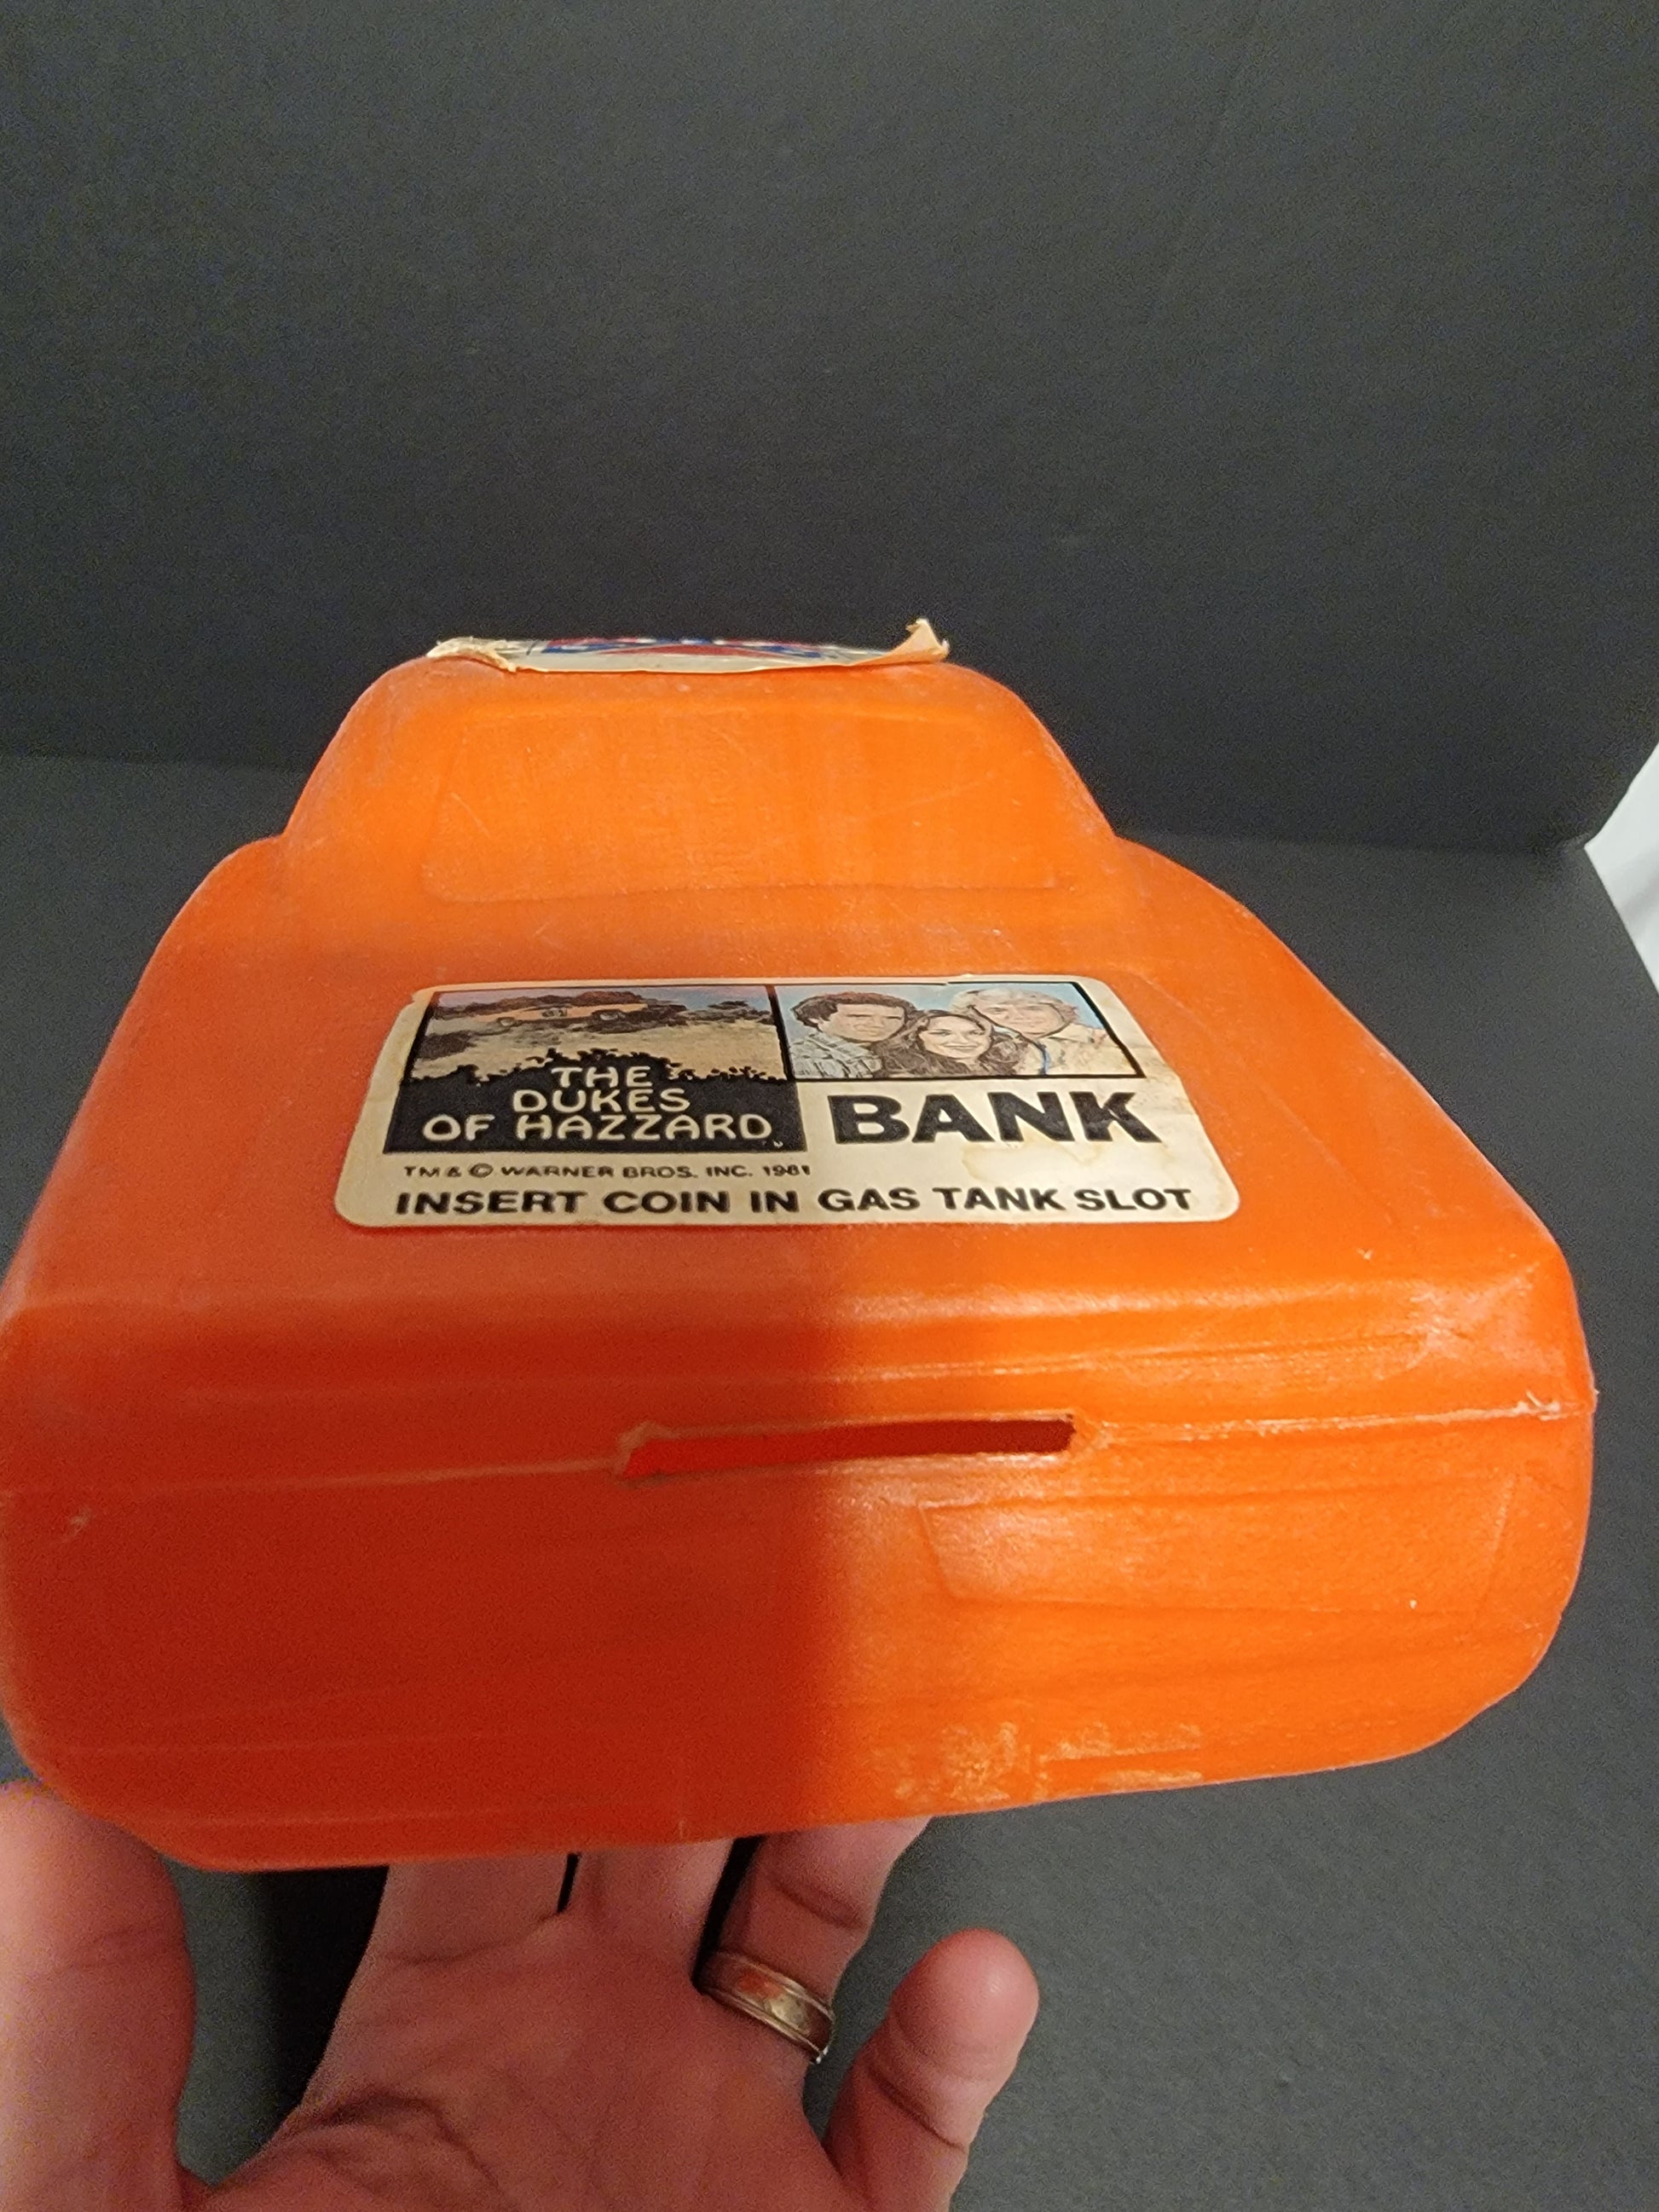 THE
DUKES
OF HAZZARD
BANK
TM & © WARNER BROS. INC. 1981
INSERT COIN IN GAS TANK SLOT